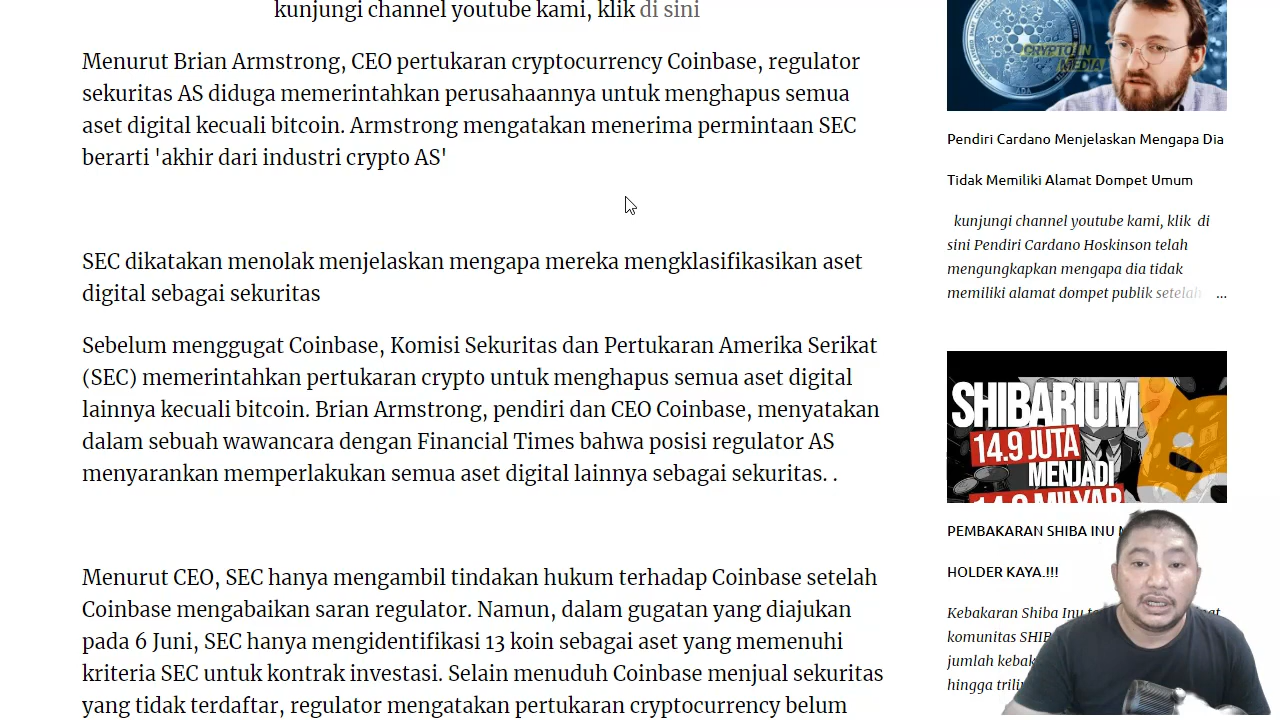 kunjungi channel youtube kami, klik di sini
Menurut Brian Armstrong, CEO pertukaran cryptocurrency Coinbase, regulator
sekuritas AS diduga memerintahkan perusahaannya untuk menghapus semua
aset digital kecuali bitcoin. Armstrong mengatakan menerima permintaan SEC
berarti 'akhir dari industri crypto AS'
SEC dikatakan menolak menjelaskan mengapa mereka mengklasifikasikan aset
digital sebagai sekuritas
Sebelum menggugat Coinbase, Komisi Sekuritas dan Pertukaran Amerika Serikat
(SEC) memerintahkan pertukaran crypto untuk menghapus semua aset digital
lainnya kecuali bitcoin. Brian Armstrong, pendiri dan CEO Coinbase, menyatakan
dalam sebuah wawancara dengan Financial Times bahwa posisi regulator AS
menyarankan memperlakukan semua aset digital lainnya sebagai sekuritas. .
Menurut CEO, SEC hanya mengambil tindakan hukum terhadap Coinbase setelah
Coinbase mengabaikan saran regulator. Namun, dalam gugatan yang diajukan
pada 6 Juni, SEC hanya mengidentifikasi 13 koin sebagai aset yang memenuhi
kriteria SEC untuk kontrak investasi. Selain menuduh Coinbase menjual sekuritas
yang tidak terdaftar, regulator mengatakan pertukaran cryptocurrency belum
CRYPTO IN
MEDIA
Pendiri Cardano Menjelaskan Mengapa Dia
Tidak Memiliki Alamat Dompet Umum
kunjungi channel youtube kami, klik di
sini Pendiri Cardano Hoskinson telah
mengungkapkan mengapa dia tidak
memiliki alamat dompet publik setelah ...
SHIBARIUM
14.9 JUTA
MENJADI
PEMBAKARAN SHIBA INU
HOLDER KAYA.!!!
Kebakaran Shiba Inu
komunitas
jumlah
hingga